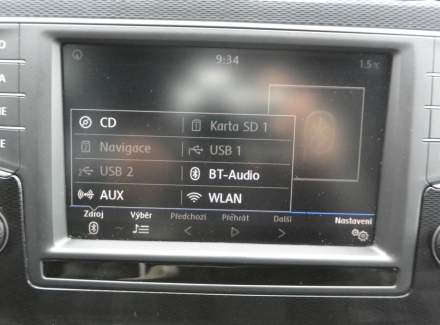 9:34
1.5°C
CD
Karta SD 1
Navigace
USB 1
2 USB 2
BT-Audio
AUX
WLAN
Zdroj
Výběr
Předchozí
Přehrát
Další
Nastavení
A
E
E